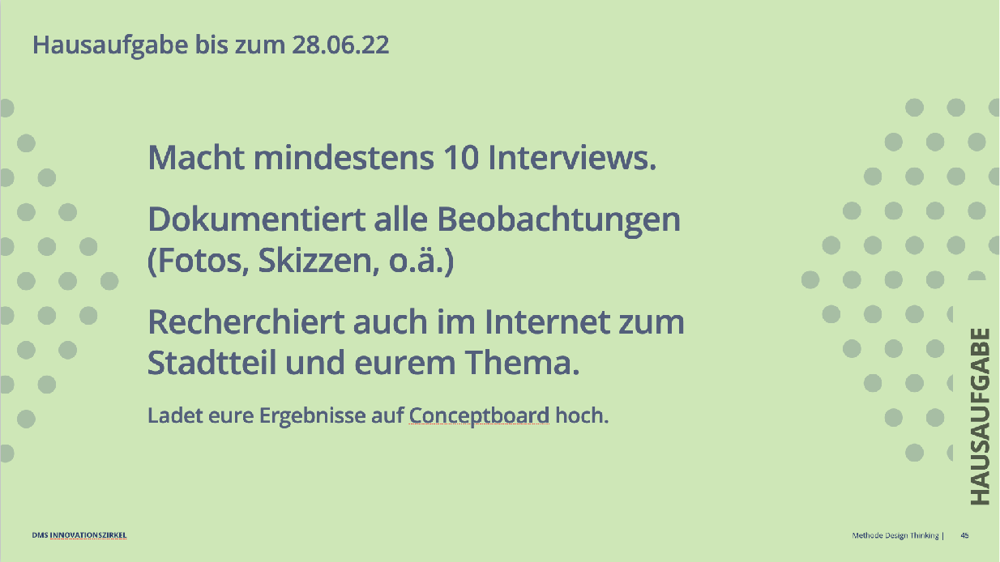 Hausaufgabe bis zum 28.06.22
Macht mindestens 10 Interviews.
Dokumentiert alle Beobachtungen
(Fotos, Skizzen, o.ä.)
Recherchiert auch im Internet zum
Stadtteil und eurem Thema.
Ladet eure Ergebnisse auf Conceptboard hoch.
HAUSAUFGABE
DMS INNOVATIONSZIRKEL
Methode Design Thinking | 45